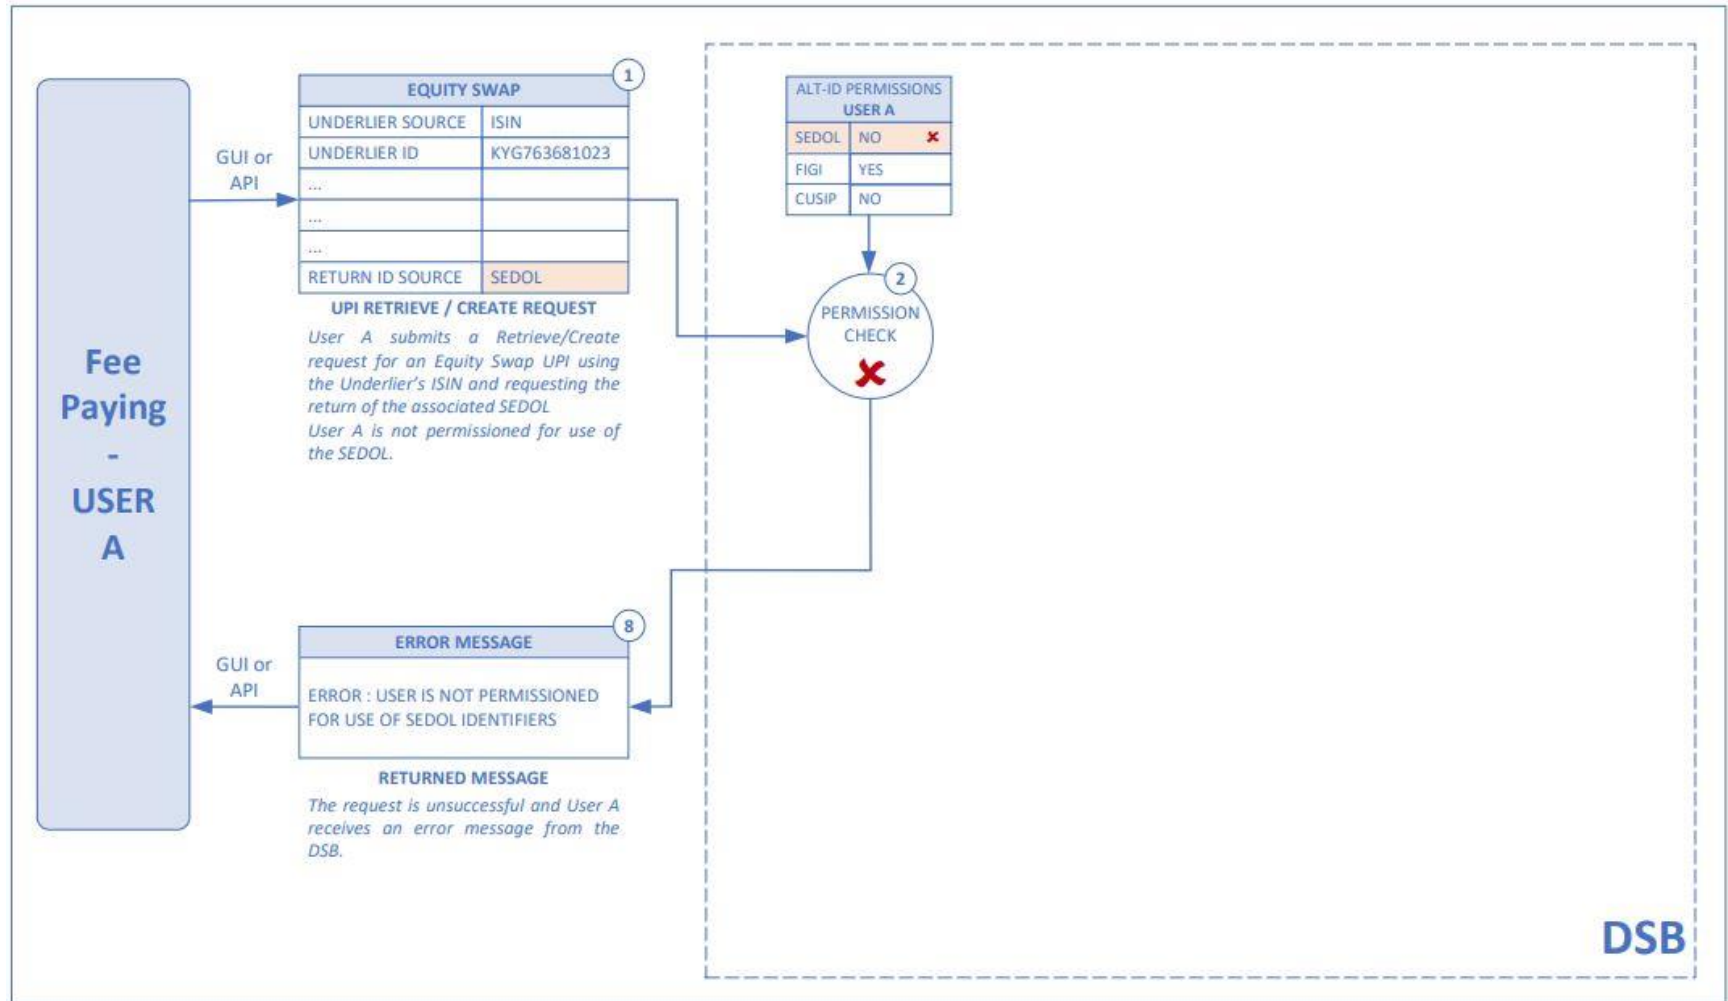 Fee
Paying
-
USER
A
GUI or
API
EQUITY SWAP
1
UNDERLIER SOURCE ISIN
UNDERLIER ID KYG763681023
...
...
...
RETURN ID SOURCE SEDOL
UPI RETRIEVE / CREATE REQUEST
User A submits a Retrieve/Create
request for an Equity Swap UPI using
the Underlier's ISIN and requesting the
return of the associated SEDOL
User A is not permissioned for use of
the SEDOL.
ALT-ID PERMISSIONS
USER A
SEDOL NO ✘
FIGI YES
CUSIP NO
2
PERMISSION
CHECK
✘
GUI or
API
ERROR MESSAGE
8
ERROR : USER IS NOT PERMISSIONED
FOR USE OF SEDOL IDENTIFIERS
RETURNED MESSAGE
The request is unsuccessful and User A
receives an error message from the
DSB.
DSB